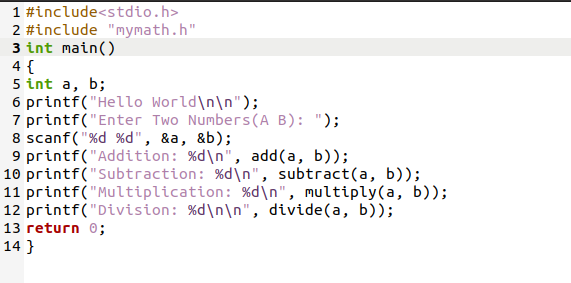 1 #include<stdio.h>
2 #include "mymath.h"
3 int main()
4 {
5 int a, b;
6 printf("Hello World\n\n");
7 printf("Enter Two Numbers(A B): ");
8 scanf("%d %d", &a, &b);
9 printf("Addition: %d\n", add(a, b));
10 printf("Subtraction: %d\n", subtract(a, b));
11 printf("Multiplication: %d\n", multiply(a, b));
12 printf("Division: %d\n\n", divide(a, b));
13 return 0;
14 }